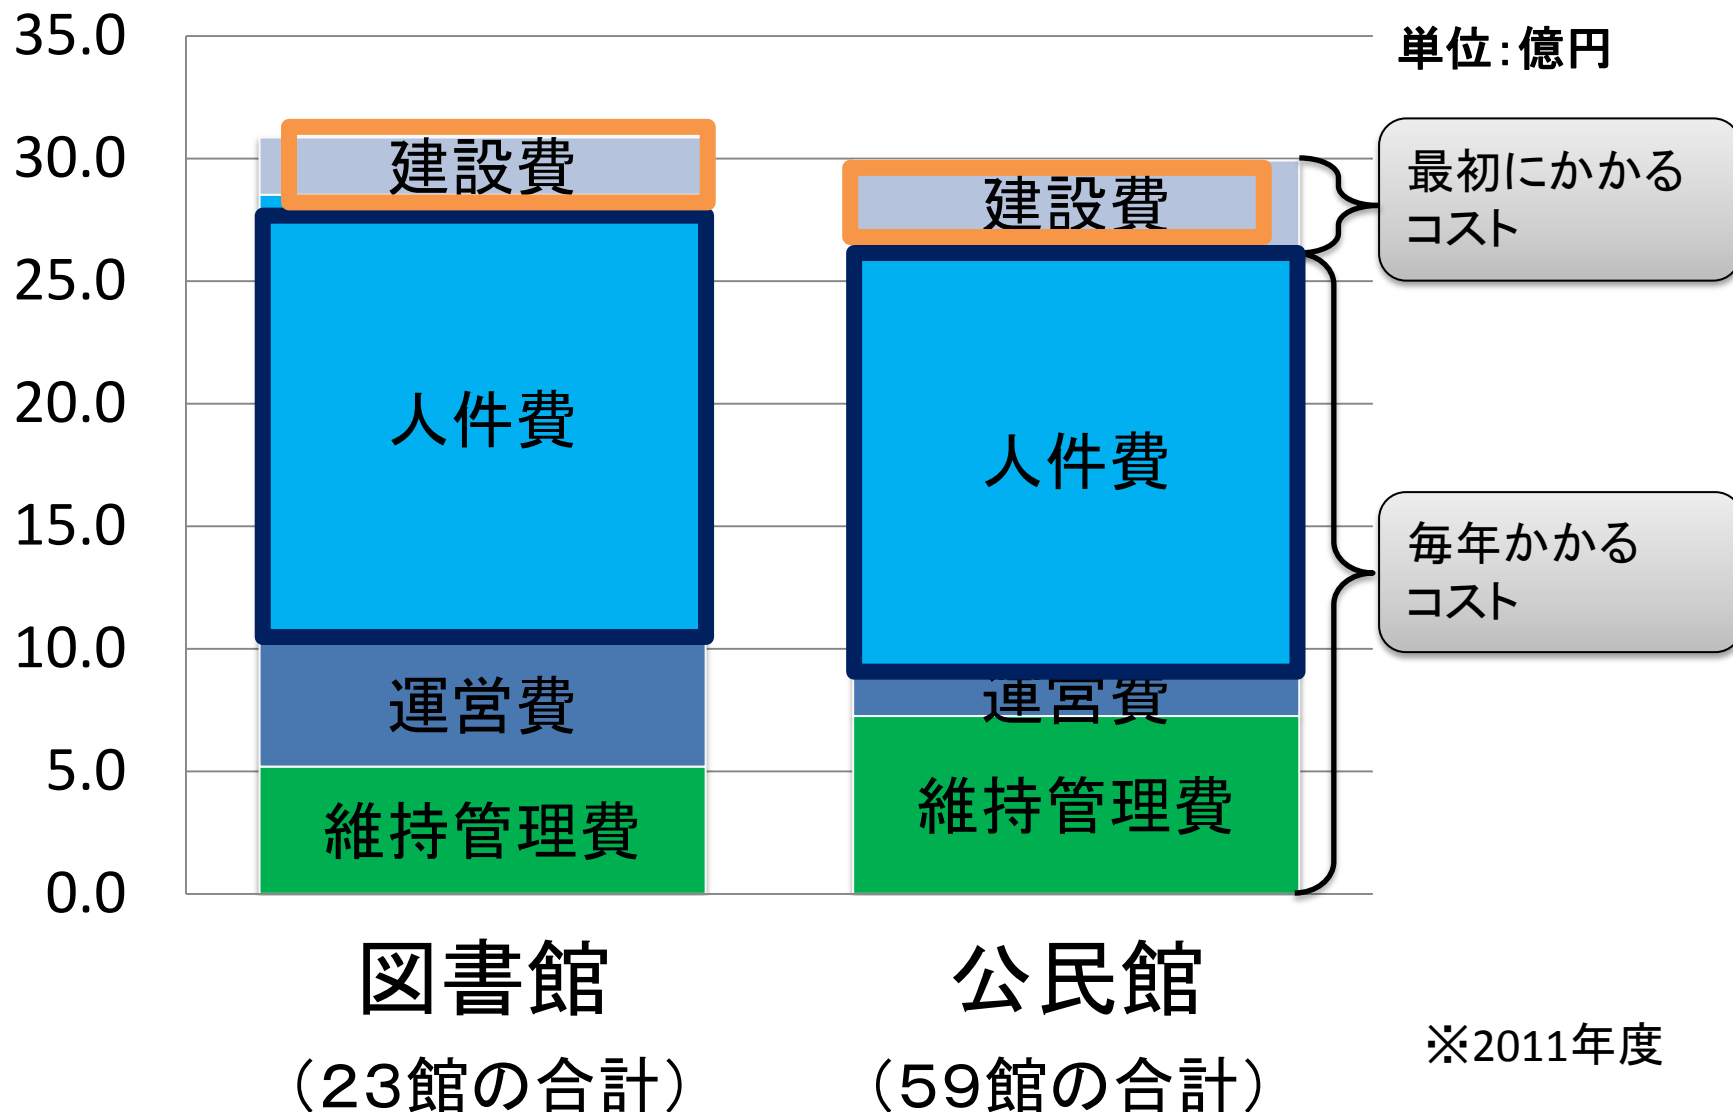 単位：億円
35.0
30.0
25.0
20.0
15.0
10.0
5.0
0.0
建設費
人件費
運営費
維持管理費
建設費
人件費
運営費
維持管理費
最初にかかる
コスト
毎年かかる
コスト
図書館
（23館の合計）
公民館
（59館の合計）
※2011年度